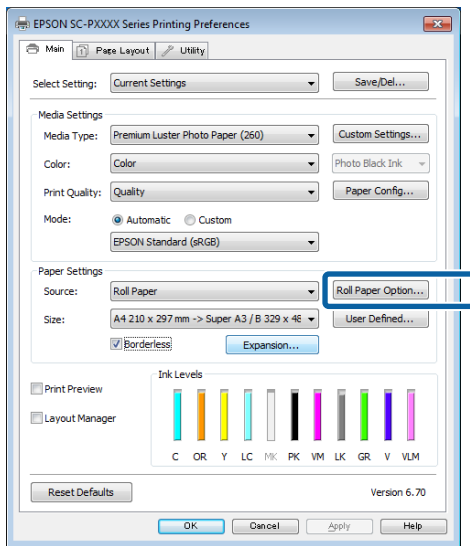 EPSON SC-PXXXX Series Printing Preferences
Main Page Layout Utility
Select Setting: Current Settings Save/Del...
Media Settings
Media Type: Premium Luster Photo Paper (260) Custom Settings...
Color: Color Photo Black Ink
Print Quality: Quality Paper Config...
Mode: Automatic Custom
EPSON Standard (sRGB)
Paper Settings
Source: Roll Paper Roll Paper Option...
Size: A4 210 x 297 mm -> Super A3 / B 329 x 48 User Defined...
Borderless Expansion...
Ink Levels
Print Preview
Layout Manager
C OR Y LC MK PK VM LK GR V VLM
Reset Defaults Version 6.70
OK Cancel Apply Help